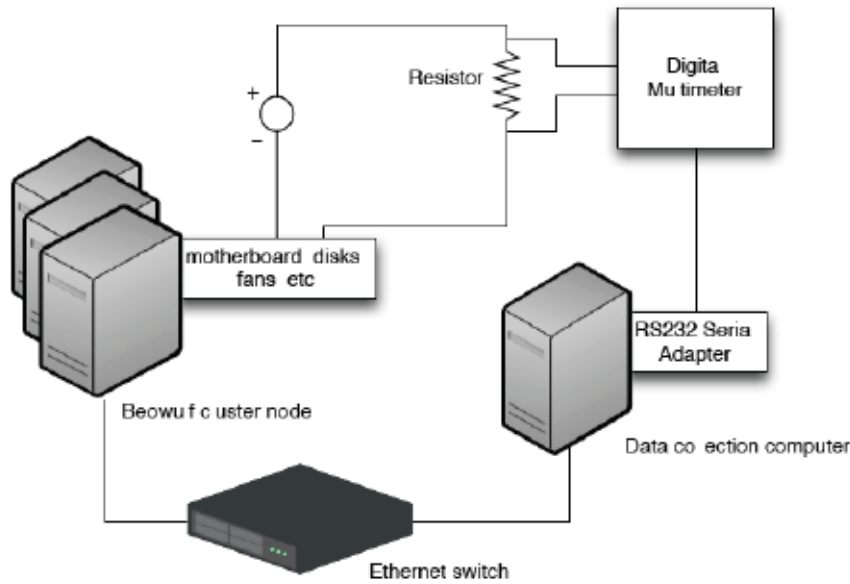 Resistor
Digita
Mu timeter
+
−
motherboard disks
fans etc
RS232 Seria
Adapter
Beowu f c uster node
Data co ection computer
Ethernet switch